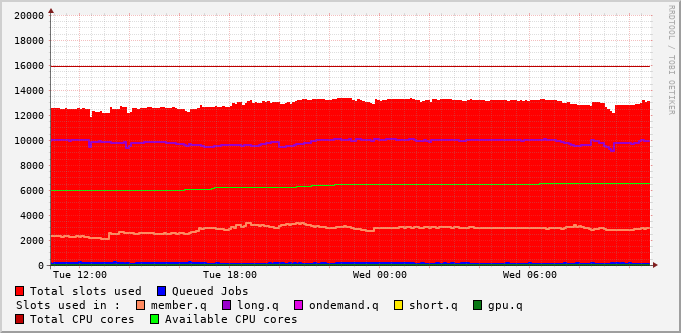 RRDTOOL / TOBI OETIKER
20000
18000
16000
14000
12000
10000
8000
6000
4000
2000
0
Tue 12:00 Tue 18:00 Wed 00:00 Wed 06:00
Total slots used Queued Jobs
Slots used in : member.q long.q ondemand.q short.q gpu.q
Total CPU cores Available CPU cores